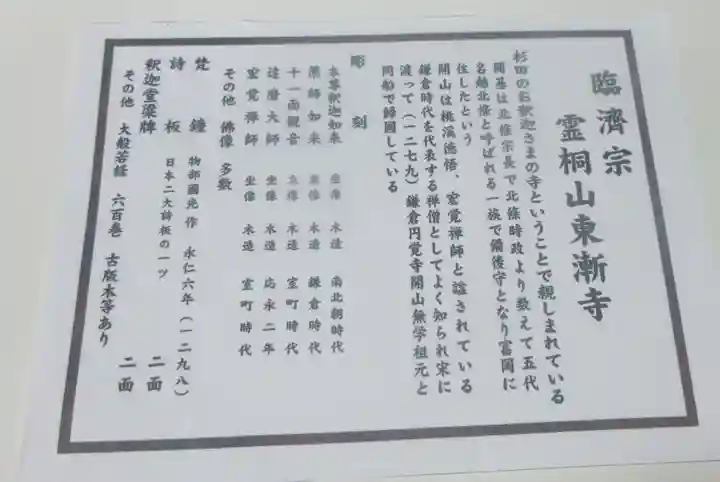 臨濟宗
霊桐山東漸寺
杉田のお釈迦さまの寺ということで親しまれている
開基は北條宗長で北條時政より数えて五代
名越北條と呼ばれる一族で備後守となり富岡に
住したという
開山は桃溪德悟、宏覚禅師と諡されている
鎌倉時代を代表する禅僧としてよく知られ宋に
渡って（一二七九）鎌倉円覚寺開山無学祖元と
同船で歸國している
彫刻
本尊釈迦如来 坐像 木造 南北朝時代
薬師如来 坐像 木造 鎌倉時代
十一面観音 立像 木造 室町時代
達磨大師 坐像 木造 応永二年
宏覚禅師 坐像 木造 室町時代
その他 佛像 多数
梵鐘 物部國光作 永仁六年（一二九八）
詩板 日本二大詩板の一ツ 二面
釈迦堂梁牌 二面
その他 大般若経 六百巻 古版木等あり